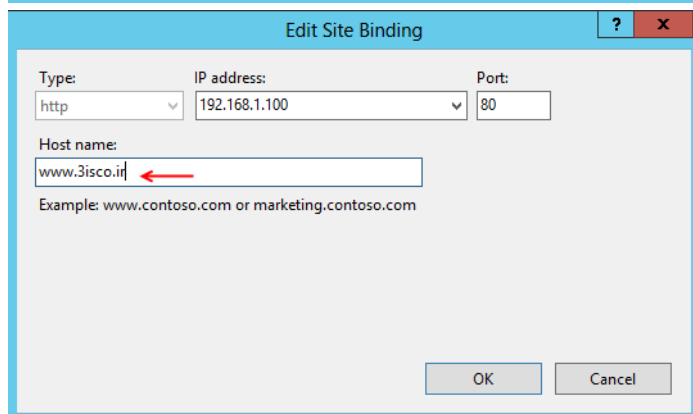 Edit Site Binding
? x
Type: IP address: Port:
http 192.168.1.100 80
Host name:
www.3isco.ir
Example: www.contoso.com or marketing.contoso.com
OK Cancel